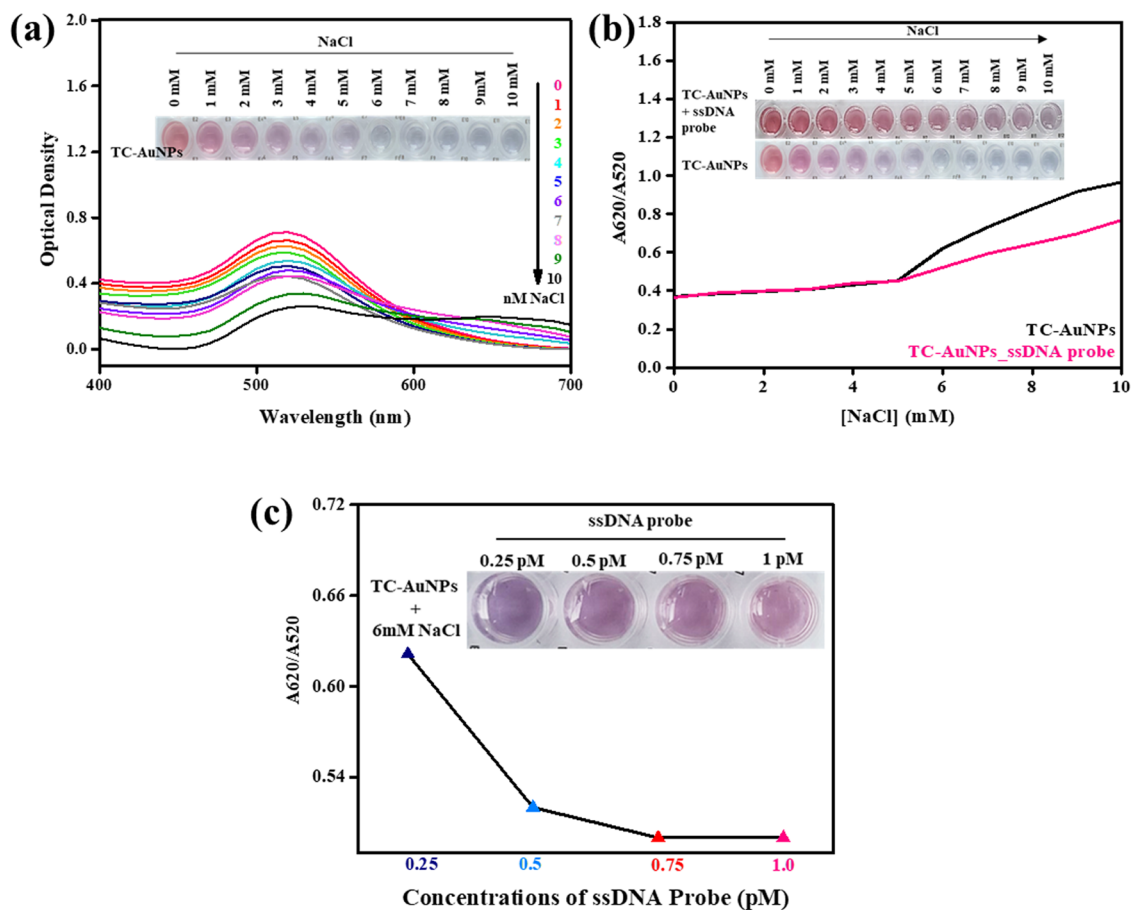 (a)
2.0
1.6
1.2
0.8
0.4
0.0
Optical Density
400
500
600
700
Wavelength (nm)
NaCl
0 mM
1 mM
2 mM
3 mM
4 mM
5 mM
6 mM
7 mM
8 mM
9mM
10 mM
TC-AuNPs
0
1
2
3
4
5
6
7
8
9
10
nM NaCl
(b)
1.8
1.6
1.4
1.2
1.0
0.8
0.6
0.4
0.2
0.0
A620/A520
0
2
4
6
8
10
[NaCl] (mM)
NaCl
0 mM
1 mM
2 mM
3 mM
4 mM
5 mM
6 mM
7 mM
8 mM
9 mM
10 mM
TC-AuNPs
+ ssDNA
probe
TC-AuNPs
TC-AuNPs
TC-AuNPs_ssDNA probe
(c)
0.72
0.66
0.60
0.54
A620/A520
ssDNA probe
0.25 pM
0.5 pM
0.75 pM
1 pM
TC-AuNPs
+
6mM NaCl
0.25
0.5
0.75
1.0
Concentrations of ssDNA Probe (pM)